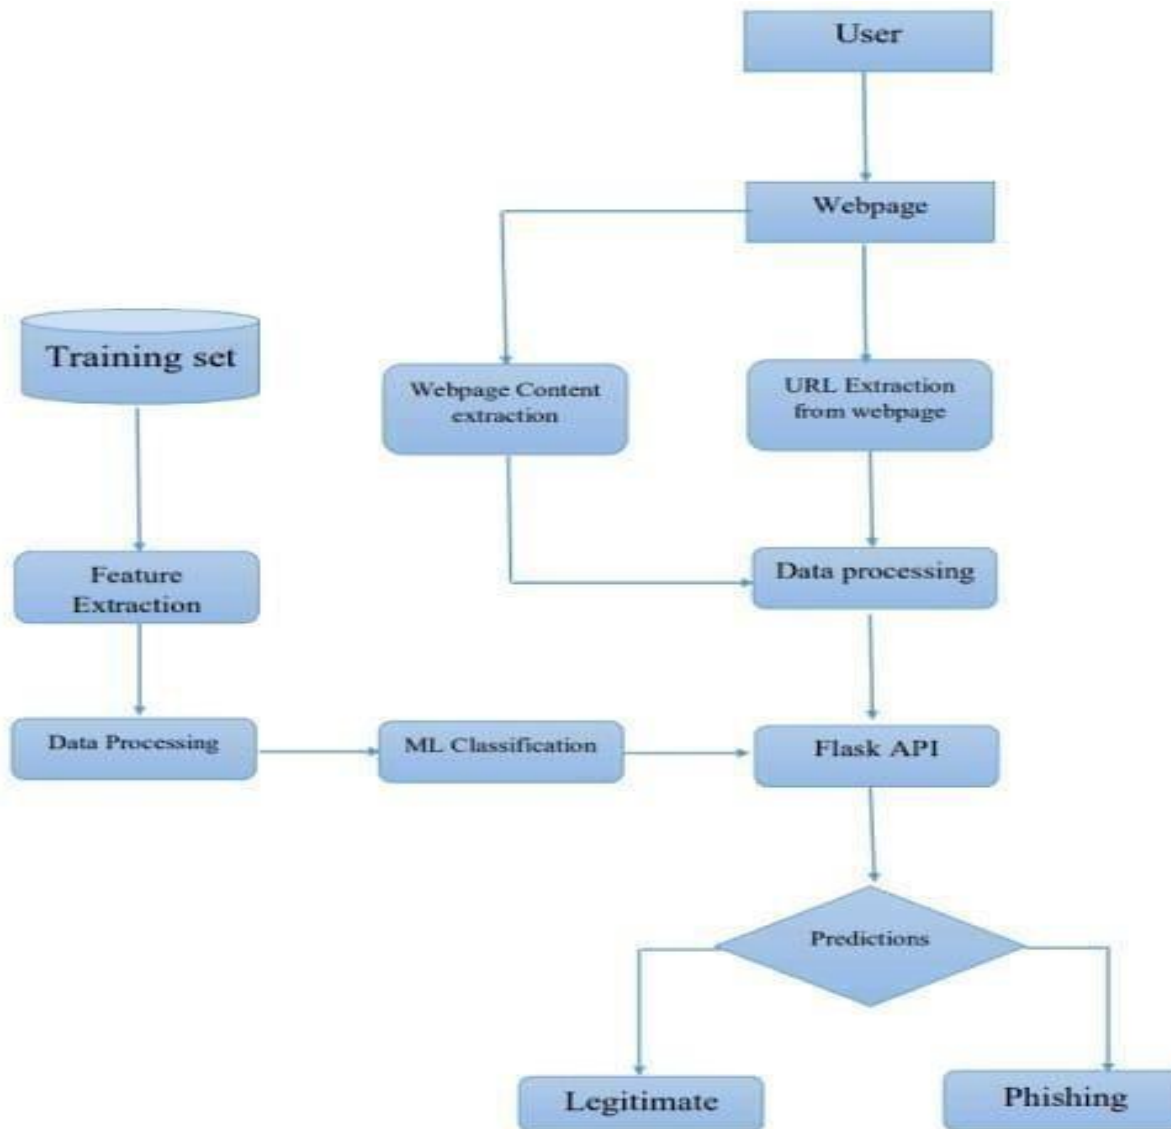 User
Webpage
Training set
Webpage Content
extraction
URL Extraction
from webpage
Feature
Extraction
Data processing
Data Processing
ML Classification
Flask API
Predictions
Legitimate
Phishing